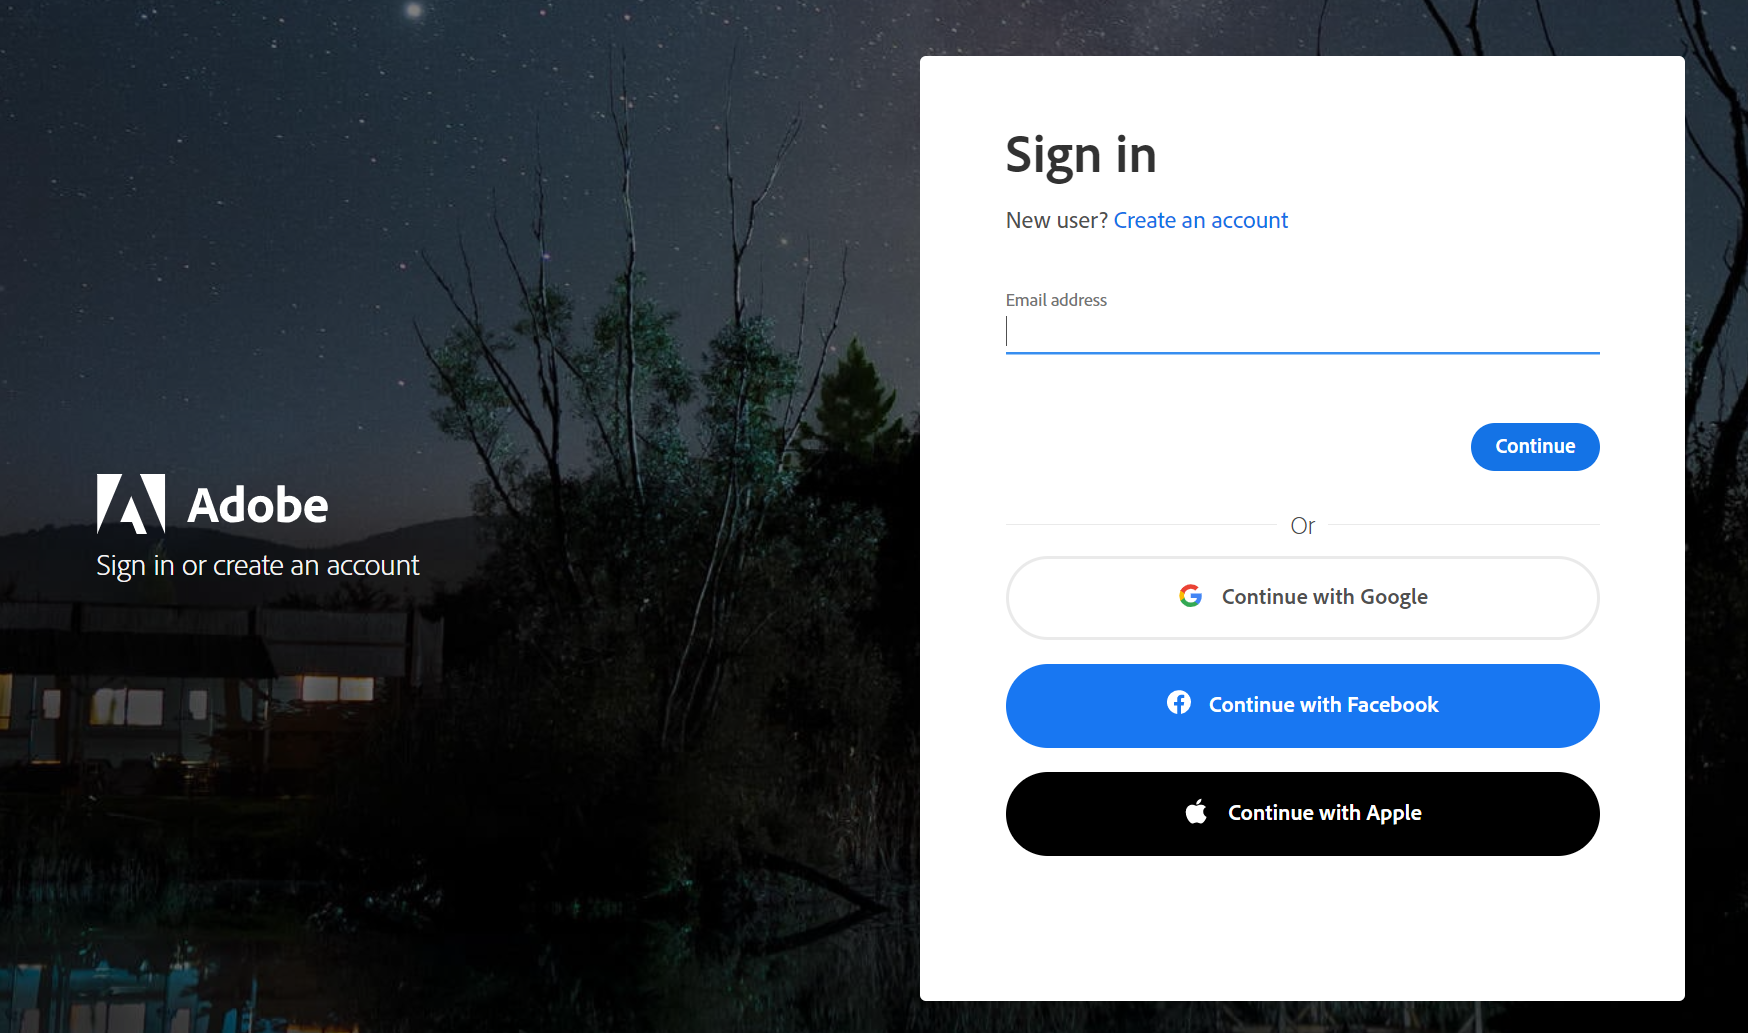 Adobe
Sign in or create an account
Sign in
New user? Create an account
Email address
Continue
Or
Continue with Google
Continue with Facebook
Continue with Apple